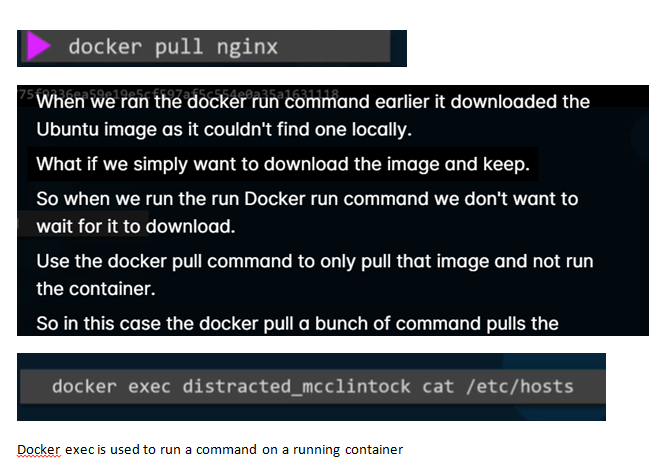 docker pull nginx
When we ran the docker run command earlier it downloaded the
Ubuntu image as it couldn't find one locally.
What if we simply want to download the image and keep.
So when we run the run Docker run command we don't want to
wait for it to download.
Use the docker pull command to only pull that image and not run
the container.
So in this case the docker pull a bunch of command pulls the
docker exec distracted_mcclintock cat /etc/hosts
Docker exec is used to run a command on a running container